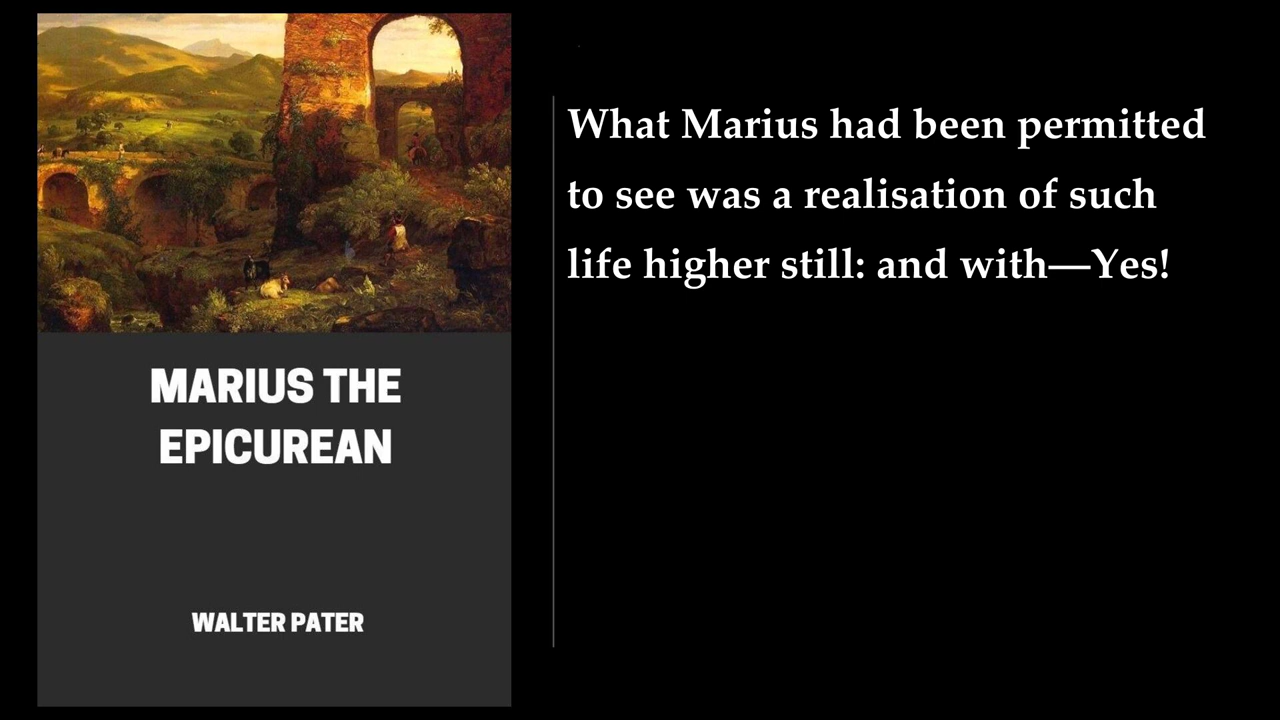 MARIUS THE
EPICUREAN
WALTER PATER
What Marius had been permitted
to see was a realisation of such
life higher still: and with—Yes!